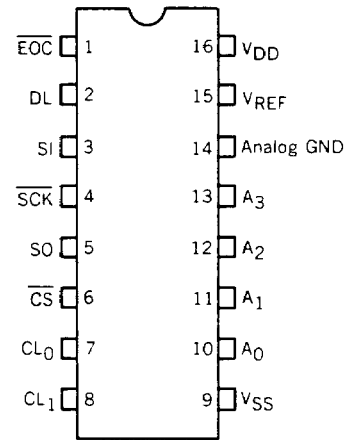 EOC 1 16 VDD
DL 2 15 VREF
SI 3 14 Analog GND
SCK 4 13 A3
SO 5 12 A2
CS 6 11 A1
CL0 7 10 A0
CL1 8 9 VSS